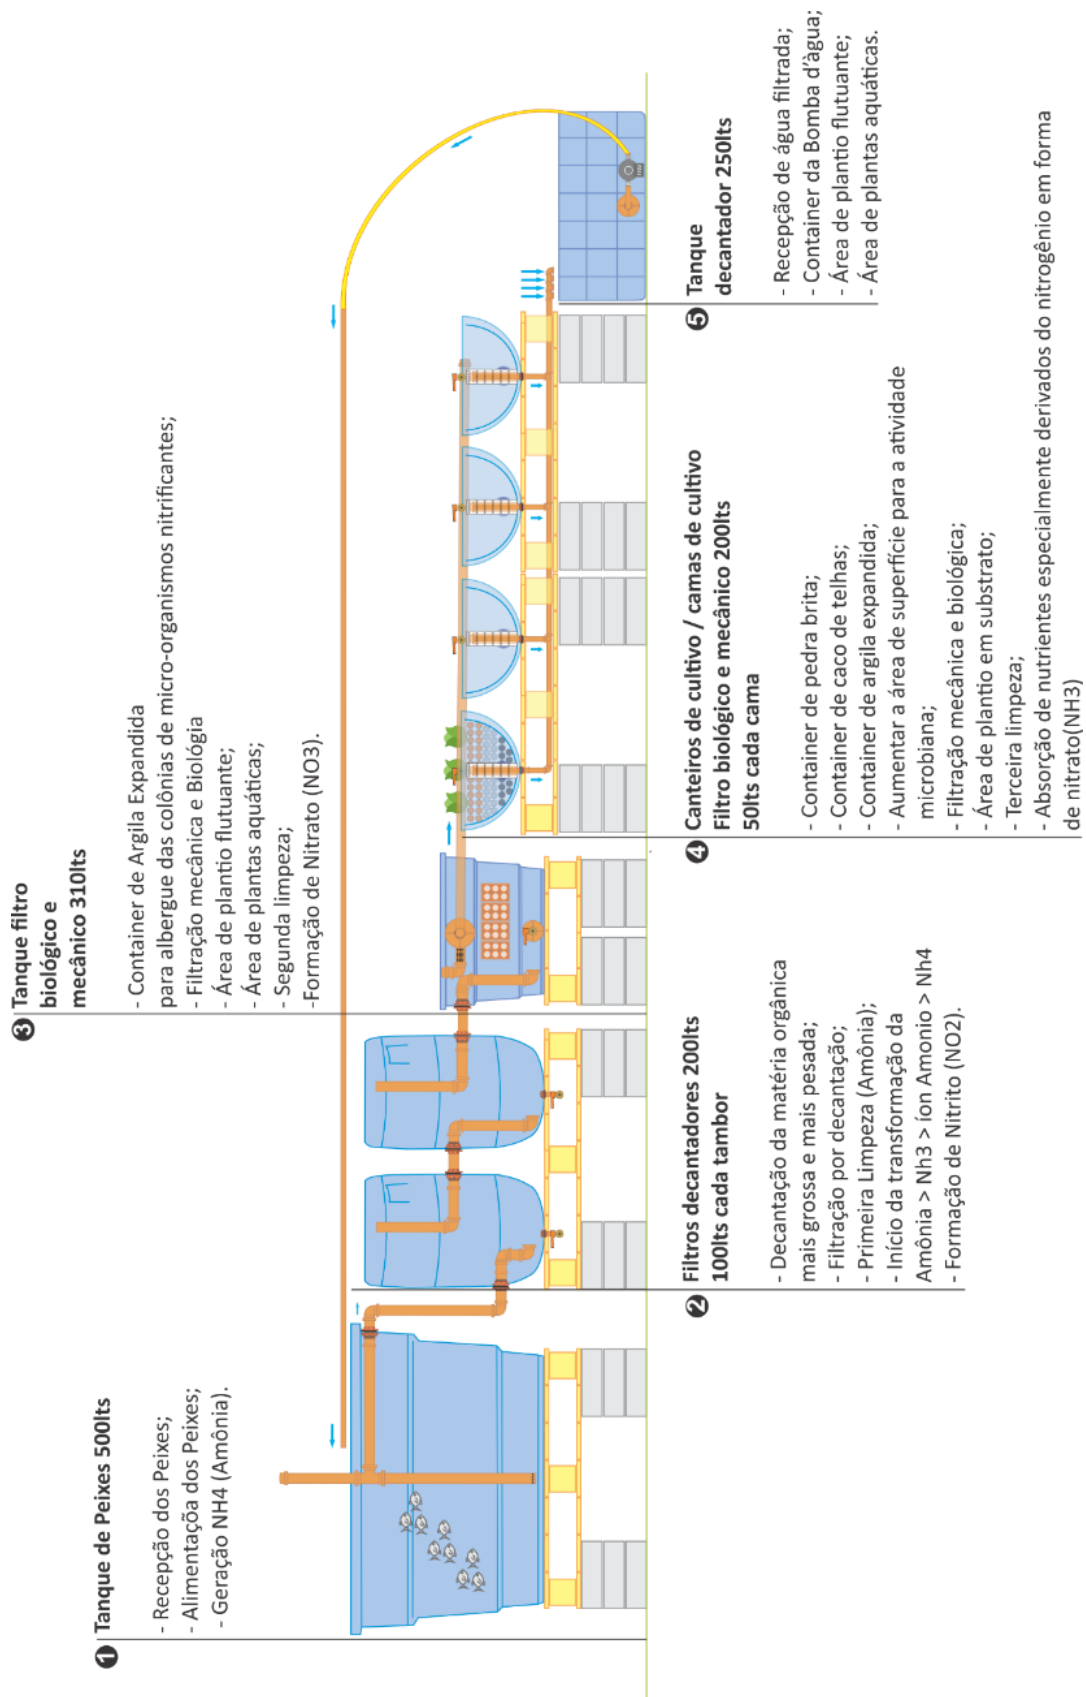 ❶ Tanque de Peixes 500lts
- Recepção dos Peixes;
- Alimentaçõa dos Peixes;
- Geração NH4 (Amônia).
❷ Filtros decantadores 200lts
100lts cada tambor
- Decantação da matéria orgânica
mais grossa e mais pesada;
- Filtração por decantação;
- Primeira Limpeza (Amônia);
- Início da transformação da
Amônia > Nh3 > íon Amonio > Nh4
- Formação de Nitrito (NO2).
❸ Tanque filtro
biológico e
mecânico 310lts
- Container de Argila Expandida
para albergue das colônias de micro-organismos nitrificantes;
- Filtração mecânica e Biológia
- Área de plantio flutuante;
- Área de plantas aquáticas;
- Segunda limpeza;
-Formação de Nitrato (NO3).
❹ Canteiros de cultivo / camas de cultivo
Filtro biológico e mecânico 200lts
50lts cada cama
- Container de pedra brita;
- Container de caco de telhas;
- Container de argila expandida;
- Aumentar a área de superfície para a atividade
microbiana;
- Filtração mecânica e biológica;
- Área de plantio em substrato;
- Terceira limpeza;
- Absorção de nutrientes especialmente derivados do nitrogênio em forma
de nitrato(NH3)
❺ Tanque
decantador 250lts
- Recepção de água filtrada;
- Container da Bomba d'água;
- Área de plantio flutuante;
- Área de plantas aquáticas.